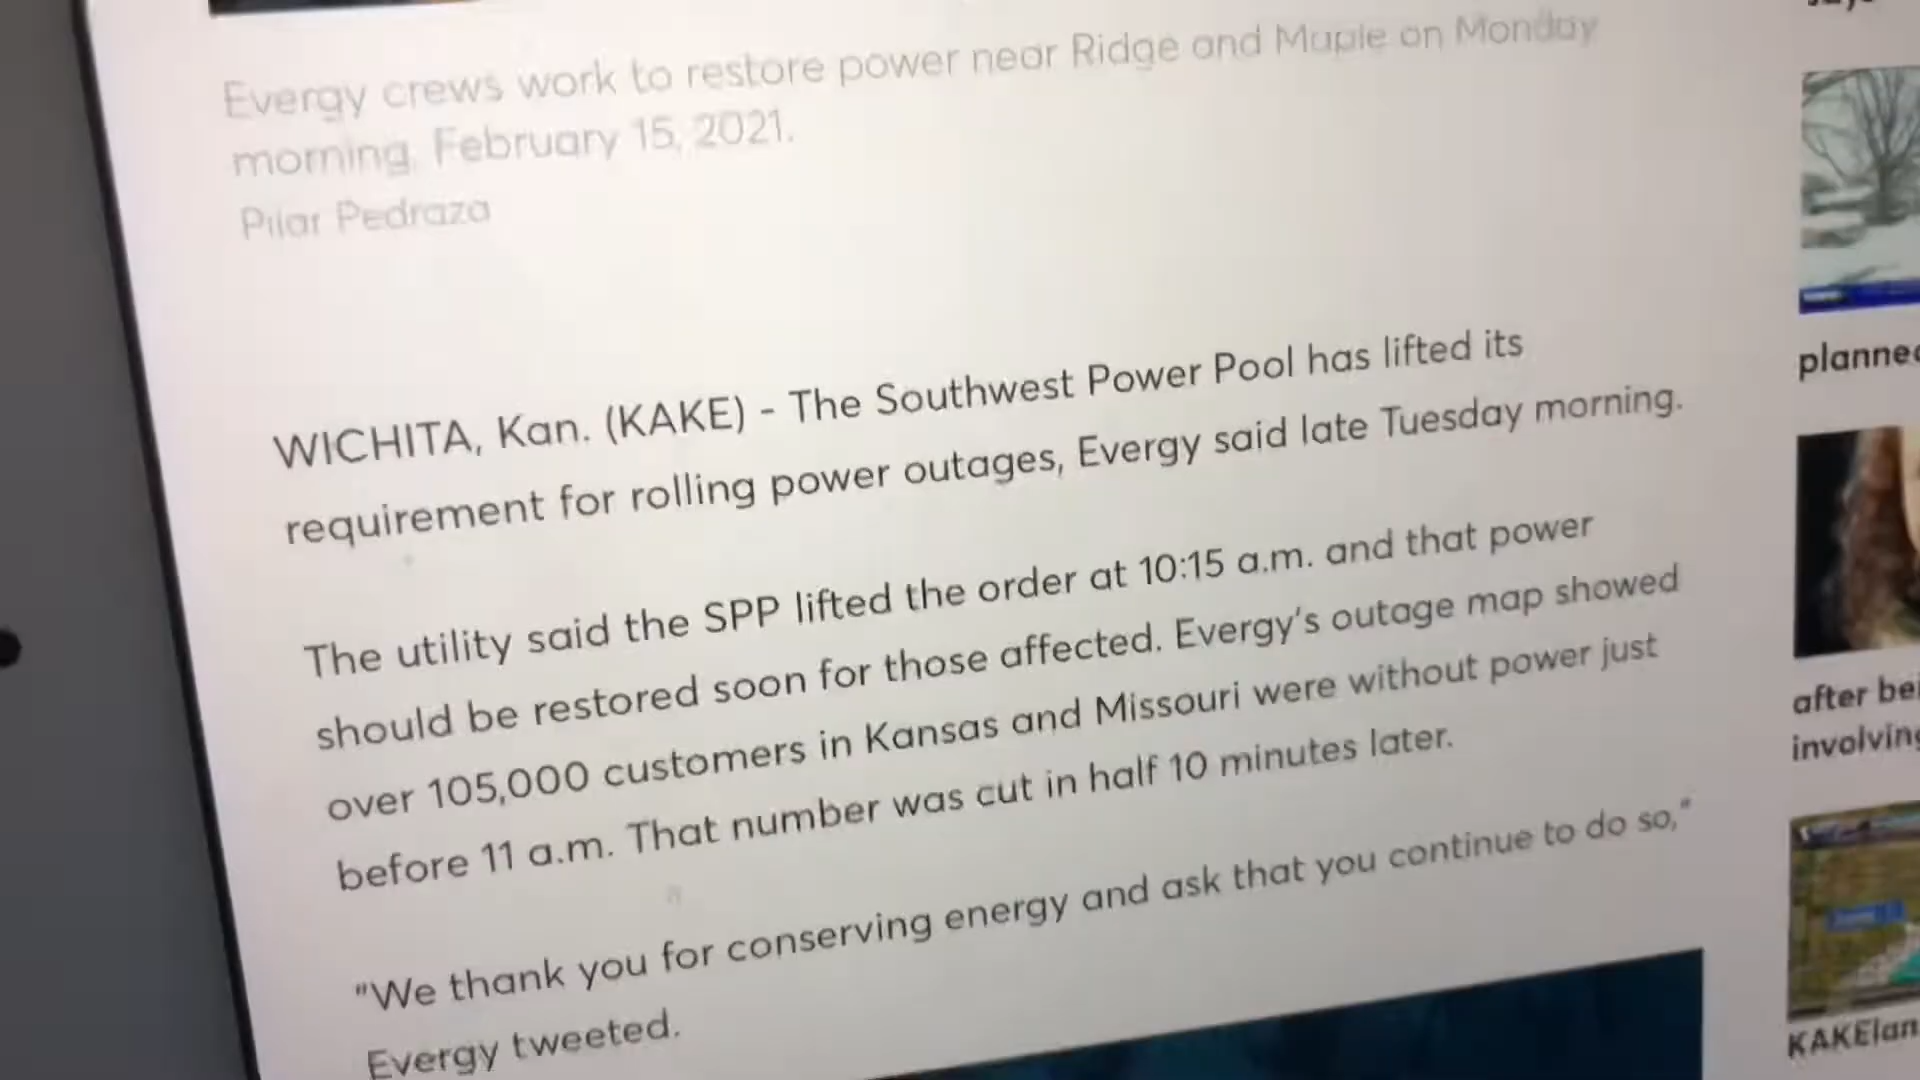 Evergy crews work to restore power near Ridge and Maple on Monday
morning, February 15, 2021.
Pilar Pedraza
WICHITA, Kan. (KAKE) - The Southwest Power Pool has lifted its
requirement for rolling power outages, Evergy said late Tuesday morning.
The utility said the SPP lifted the order at 10:15 a.m. and that power
should be restored soon for those affected. Evergy's outage map showed
over 105,000 customers in Kansas and Missouri were without power just
before 11 a.m. That number was cut in half 10 minutes later.
"We thank you for conserving energy and ask that you continue to do so,"
Evergy tweeted.
planned
after bei
involving
KAKElan